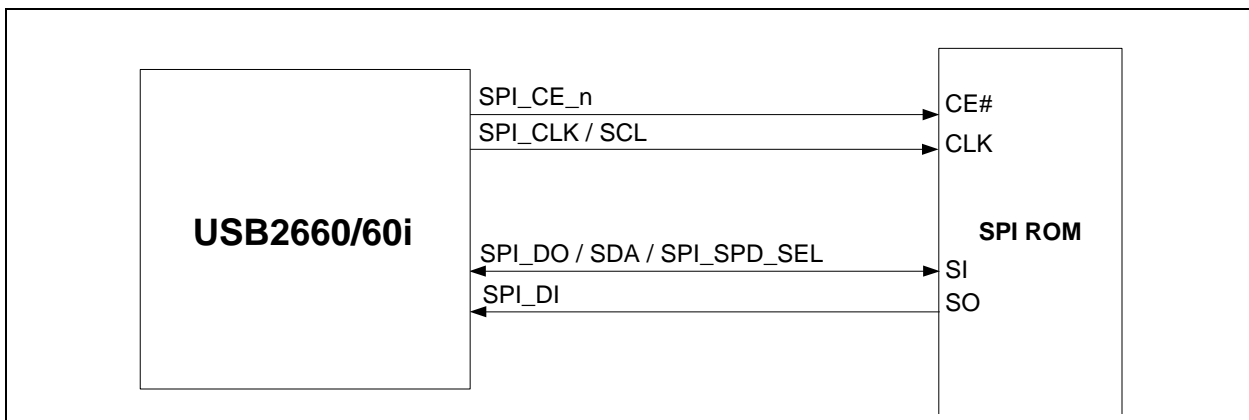 SPI_CE_n
CE#
SPI_CLK / SCL
CLK
USB2660/60i
SPI ROM
SPI_DO / SDA / SPI_SPD_SEL
SI
SPI_DI
SO